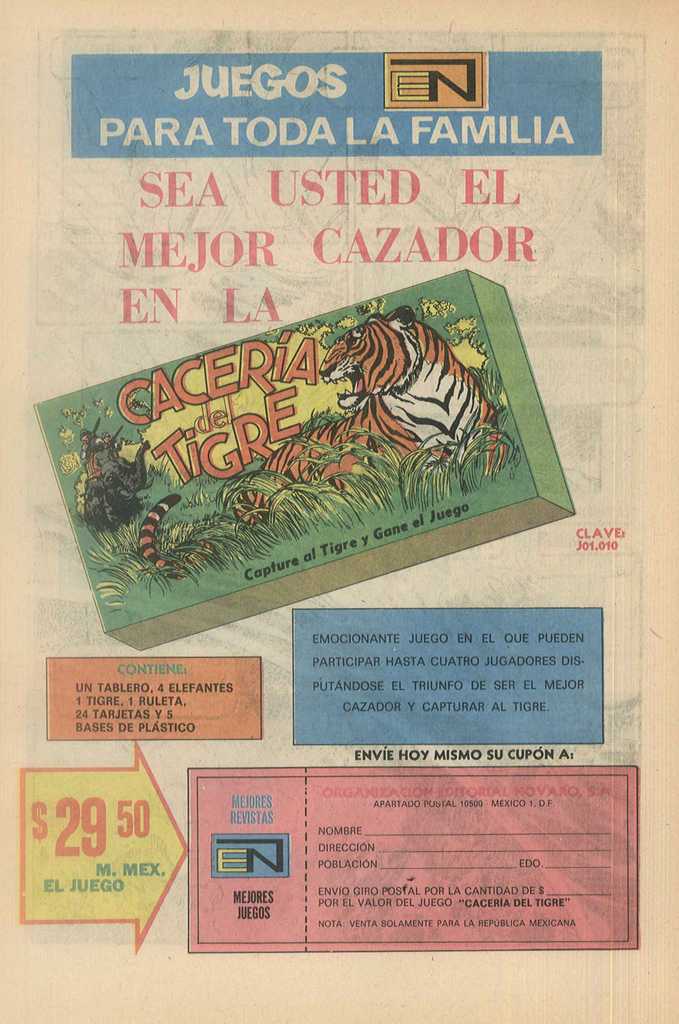 JUEGOS EN
PARA TODA LA FAMILIA
SEA USTED EL
MEJOR CAZADOR
EN LA
CACERÍA
del
TIGRE
Capture al Tigre y Gane el Juego
CLAVE:
J01.010
EMOCIONANTE JUEGO EN EL QUE PUEDEN
PARTICIPAR HASTA CUATRO JUGADORES DIS-
PUTÁNDOSE EL TRIUNFO DE SER EL MEJOR
CAZADOR Y CAPTURAR AL TIGRE.
CONTIENE:
UN TABLERO, 4 ELEFANTES
1 TIGRE, 1 RULETA,
24 TARJETAS Y 5
BASES DE PLÁSTICO
ENVÍE HOY MISMO SU CUPÓN A:
$ 29 50
M. MEX.
EL JUEGO
MEJORES
REVISTAS
EN
MEJORES
JUEGOS
ORGANIZACIÓN EDITORIAL NOVARO, S.A.
APARTADO POSTAL 10500 MEXICO 1, D.F.
NOMBRE
DIRECCIÓN
POBLACIÓN EDO.
ENVÍO GIRO POSTAL POR LA CANTIDAD DE $
POR EL VALOR DEL JUEGO "CACERÍA DEL TIGRE"
NOTA: VENTA SOLAMENTE PARA LA REPÚBLICA MEXICANA